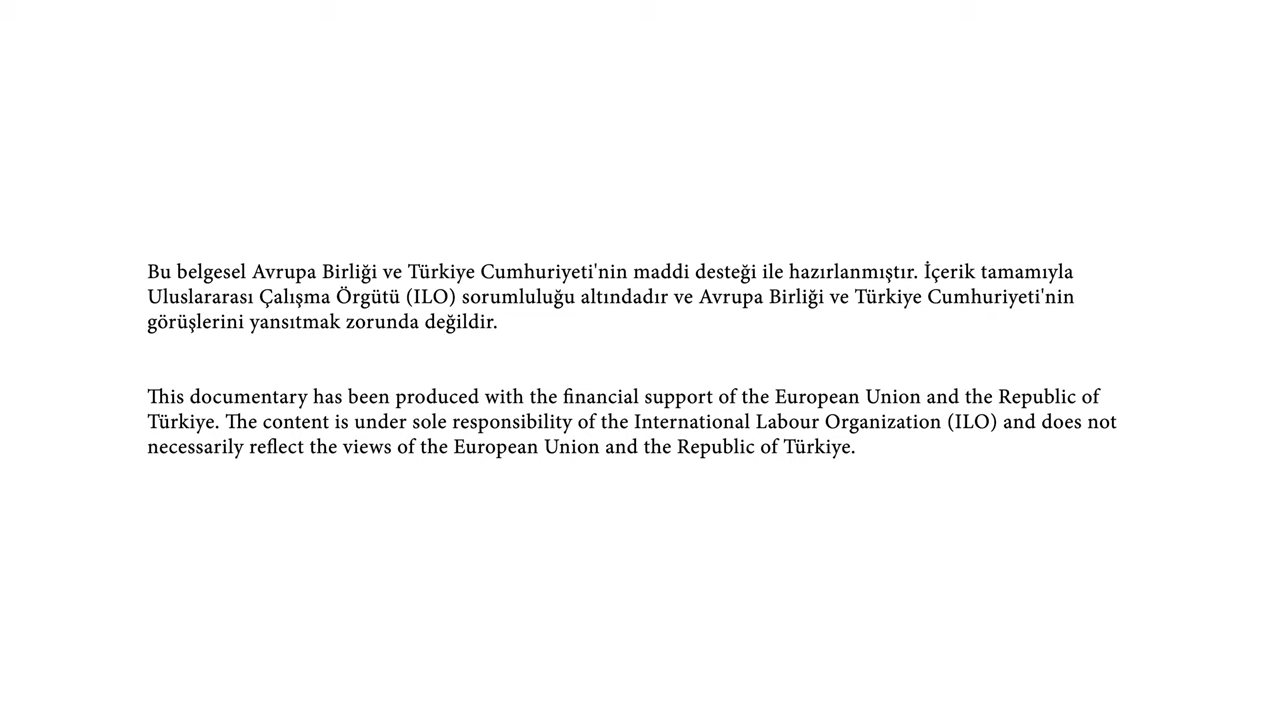 Bu belgesel Avrupa Birliği ve Türkiye Cumhuriyeti'nin maddi desteği ile hazırlanmıştır. İçerik tamamıyla
Uluslararası Çalışma Örgütü (ILO) sorumluluğu altındadır ve Avrupa Birliği ve Türkiye Cumhuriyeti'nin
görüşlerini yansıtmak zorunda değildir.
This documentary has been produced with the financial support of the European Union and the Republic of
Türkiye. The content is under sole responsibility of the International Labour Organization (ILO) and does not
necessarily reflect the views of the European Union and the Republic of Türkiye.